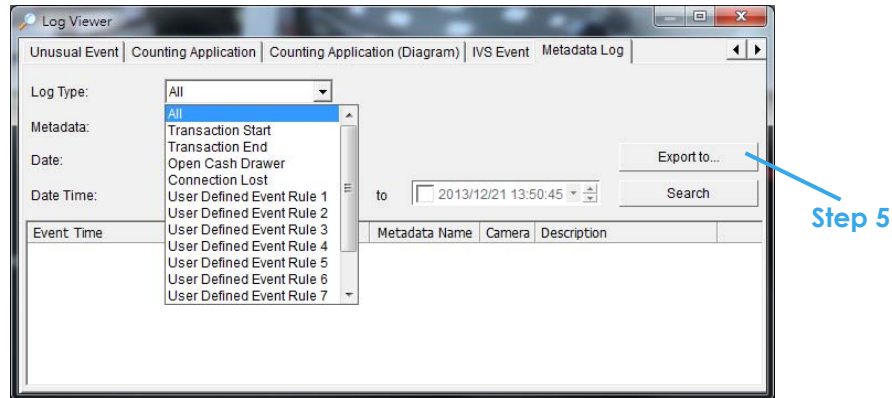 Log Viewer
Unusual Event Counting Application Counting Application (Diagram) IVS Event Metadata Log
Log Type: All
All
Metadata: Transaction Start
Transaction End
Date: Open Cash Drawer Export to...
Connection Lost
Date Time: User Defined Event Rule 1 to 2013/12/21 13:50:45 Search
User Defined Event Rule 2
Step 5
Event Time User Defined Event Rule 3 Metadata Name Camera Description
User Defined Event Rule 4
User Defined Event Rule 5
User Defined Event Rule 6
User Defined Event Rule 7